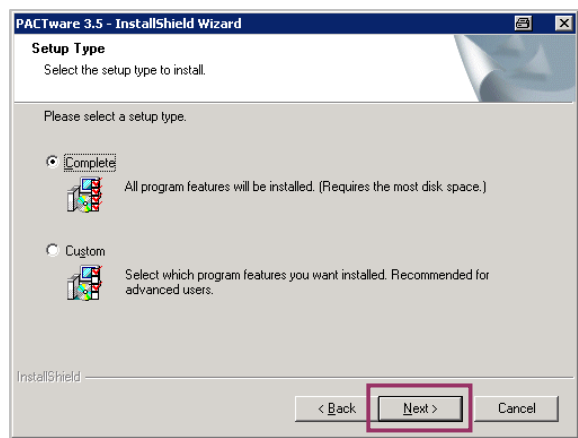 PACTware 3.5 - InstallShield Wizard
Setup Type
Select the setup type to install.
Please select a setup type.
Complete
All program features will be installed. (Requires the most disk space.)
Custom
Select which program features you want installed. Recommended for
advanced users.
InstallShield
< Back
Next >
Cancel